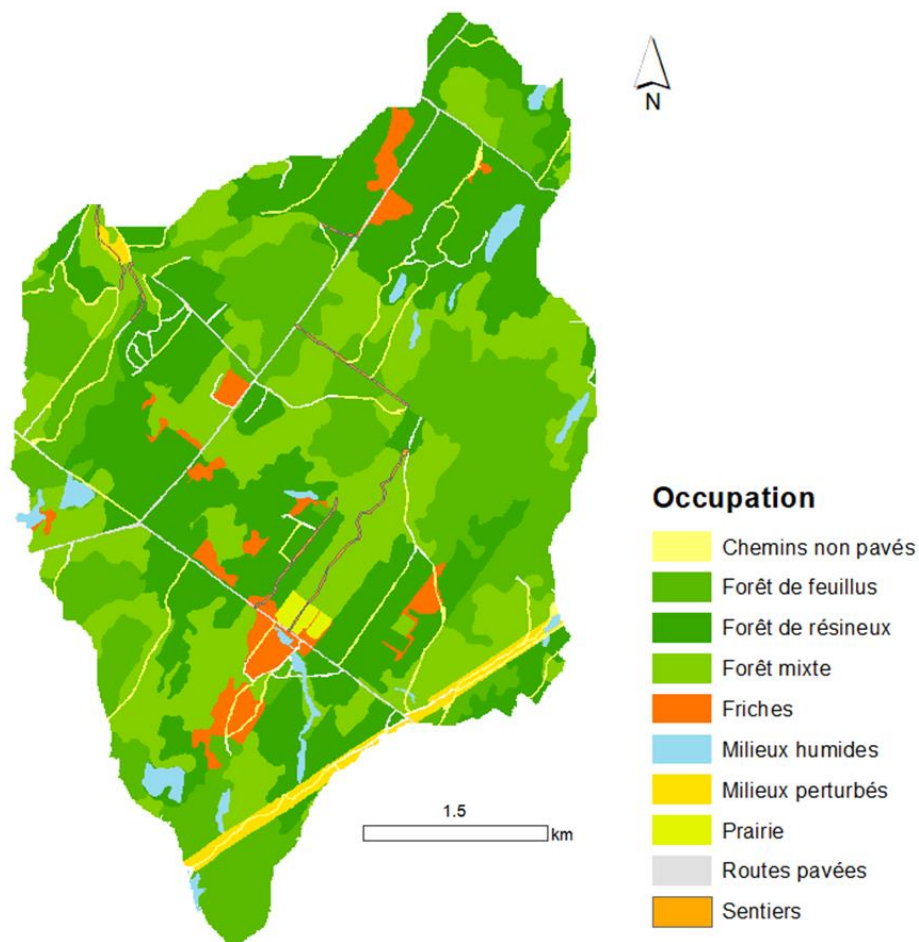 N
Occupation
Chemins non pavés
Forêt de feuillus
Forêt de résineux
Forêt mixte
Friches
Milieux humides
Milieux perturbés
Prairie
Routes pavées
Sentiers
1.5
km